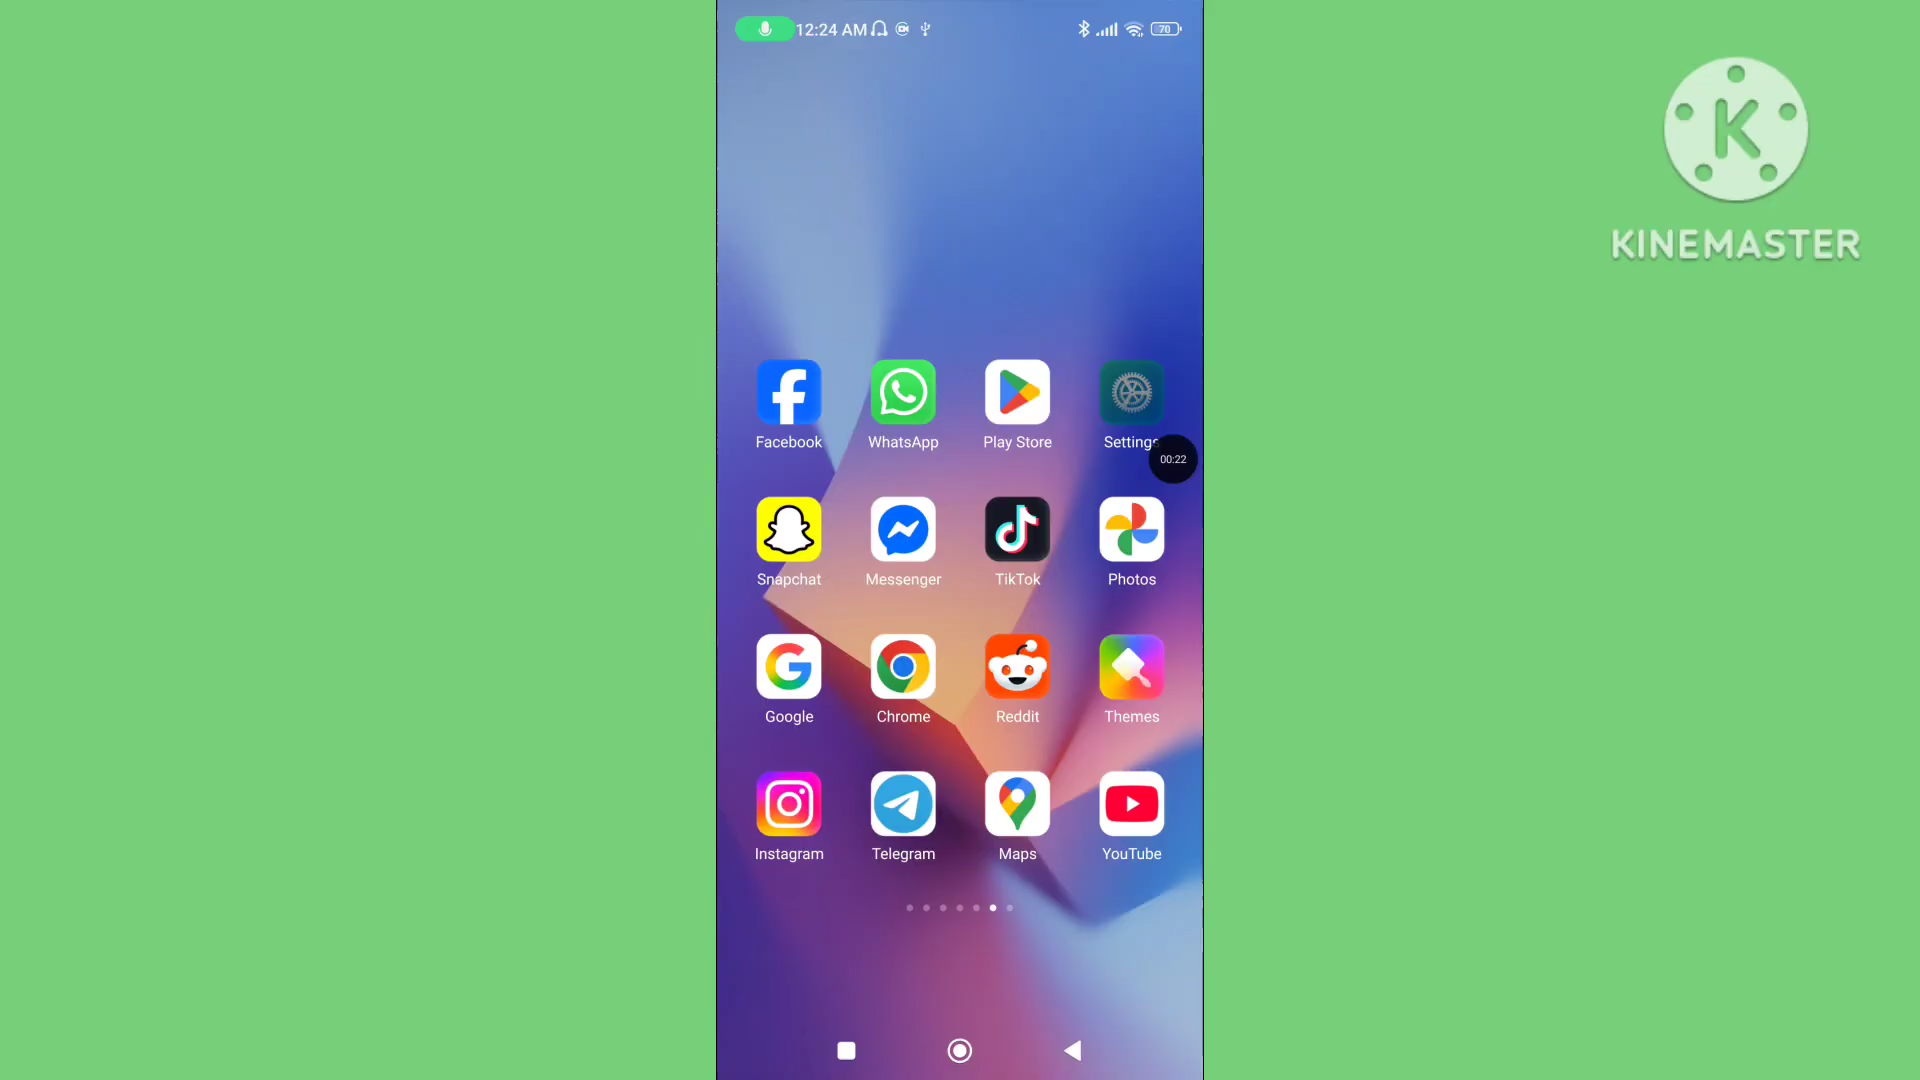 12:24 AM
70
K
KINEMASTER
Facebook WhatsApp Play Store Settings
00:22
Snapchat Messenger TikTok Photos
Google Chrome Reddit Themes
Instagram Telegram Maps YouTube